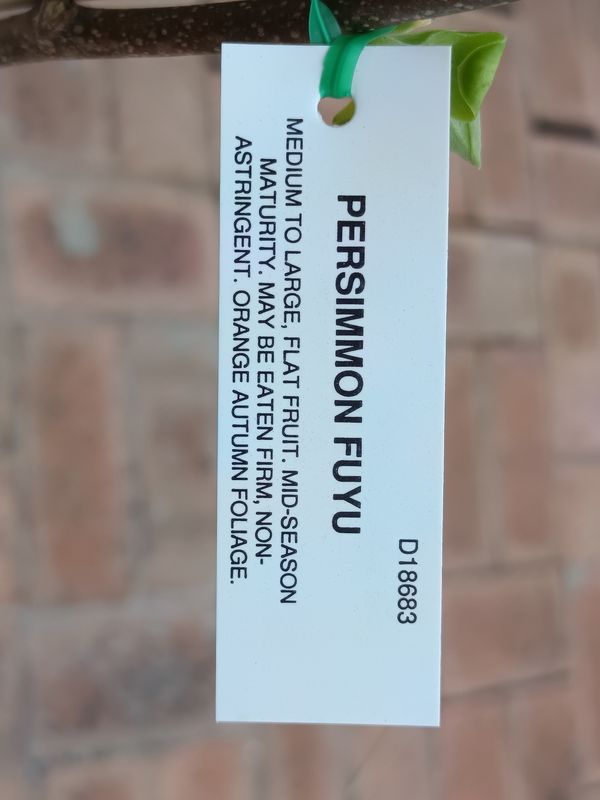 D18683
PERSIMMON FUYU
MEDIUM TO LARGE, FLAT FRUIT. MID-SEASON
MATURITY. MAY BE EATEN FIRM, NON-
ASTRINGENT. ORANGE AUTUMN FOLIAGE.